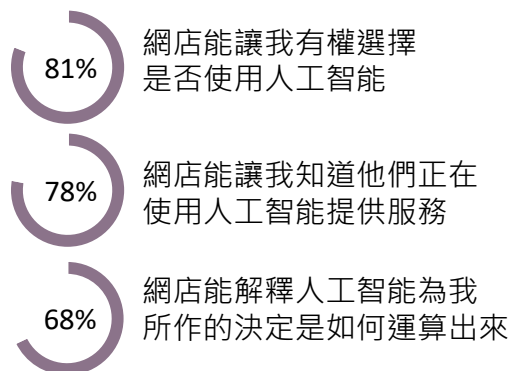 81%
網店能讓我有權選擇
是否使用人工智能
78%
網店能讓我知道他們正在
使用人工智能提供服務
68%
網店能解釋人工智能為我
所作的決定是如何運算出來